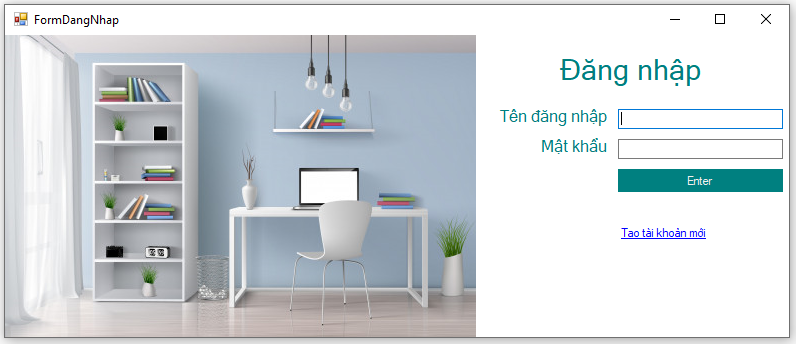 FormDangNhap
Đăng nhập
Tên đăng nhập
Mật khẩu
Enter
Tạo tài khoản mới